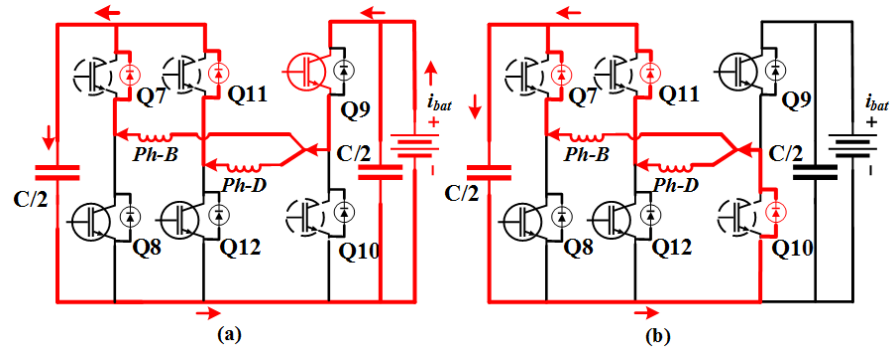 Q7
Q11
Q9
i_bat
+
Ph-B
C/2
−
Ph-D
C/2
Q8
Q12
Q10
(a)
Q7
Q11
Q9
i_bat
+
Ph-B
C/2
−
Ph-D
C/2
Q8
Q12
Q10
(b)